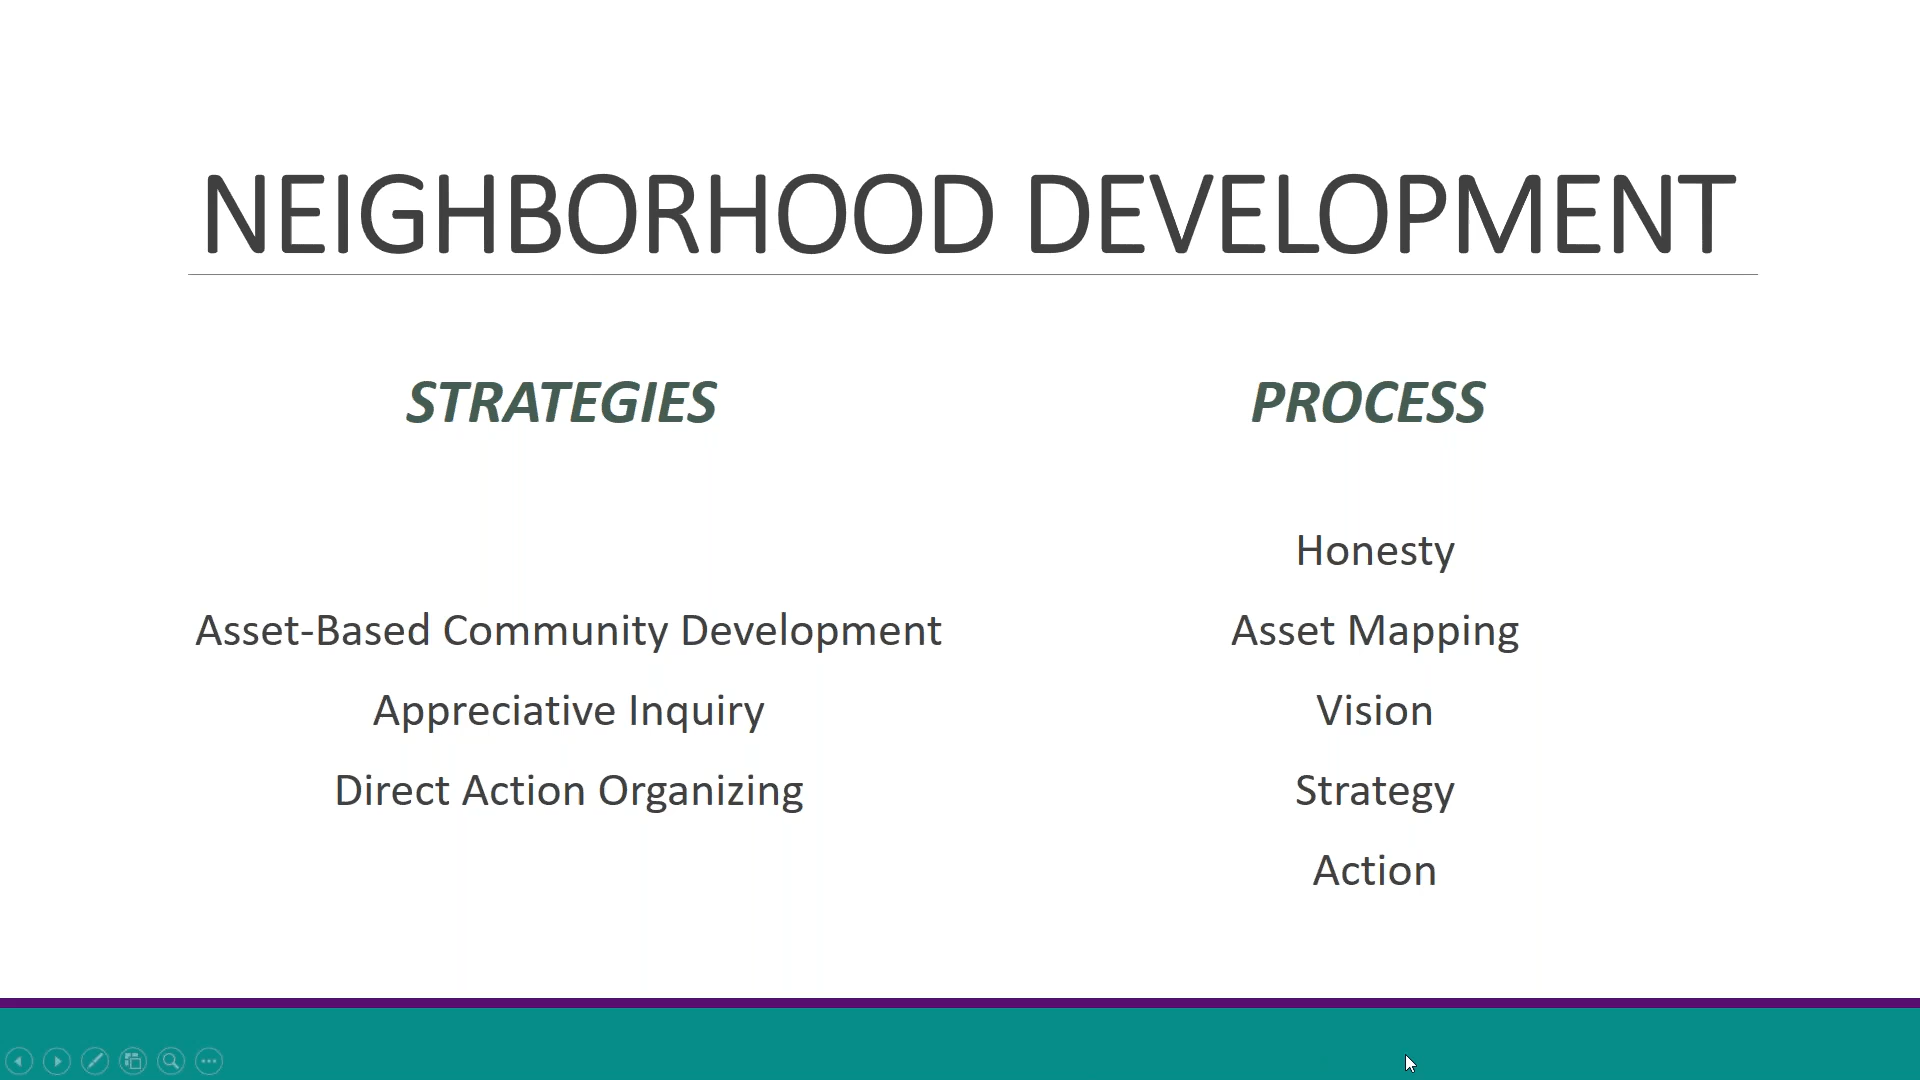 NEIGHBORHOOD DEVELOPMENT
STRATEGIES
Asset-Based Community Development
Appreciative Inquiry
Direct Action Organizing
PROCESS
Honesty
Asset Mapping
Vision
Strategy
Action